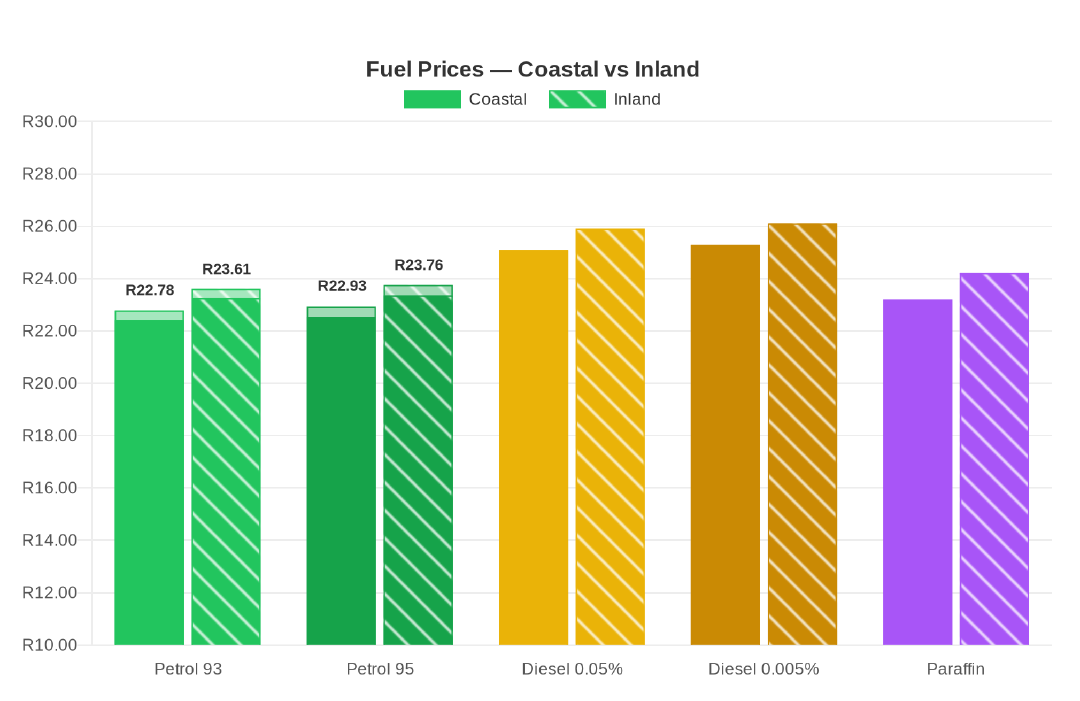 Fuel Prices — Coastal vs Inland
Coastal Inland
R30.00
R28.00
R26.00
R24.00
R22.00
R20.00
R18.00
R16.00
R14.00
R12.00
R10.00
R22.78 R23.61 R22.93 R23.76
Petrol 93 Petrol 95 Diesel 0.05% Diesel 0.005% Paraffin